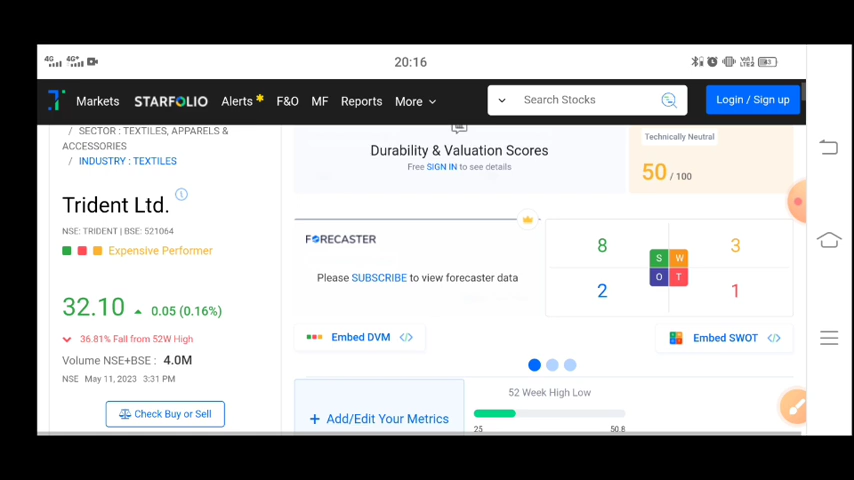 4G 4G+ 20:16
Markets STARFOLIO Alerts F&O MF Reports More Search Stocks Login / Sign up
/ SECTOR : TEXTILES, APPARELS &
ACCESSORIES
/ INDUSTRY : TEXTILES
Trident Ltd.
NSE: TRIDENT | BSE: 521064
Expensive Performer
32.10 0.05 (0.16%)
36.81% Fall from 52W High
Volume NSE+BSE : 4.0M
NSE May 11, 2023 3:31 PM
Check Buy or Sell
Durability & Valuation Scores
Free SIGN IN to see details
Technically Neutral
50 / 100
FORECASTER
Please SUBSCRIBE to view forecaster data
8 3
S W
O T
2 1
Embed DVM </>
Embed SWOT </>
+ Add/Edit Your Metrics
52 Week High Low
25 50.8